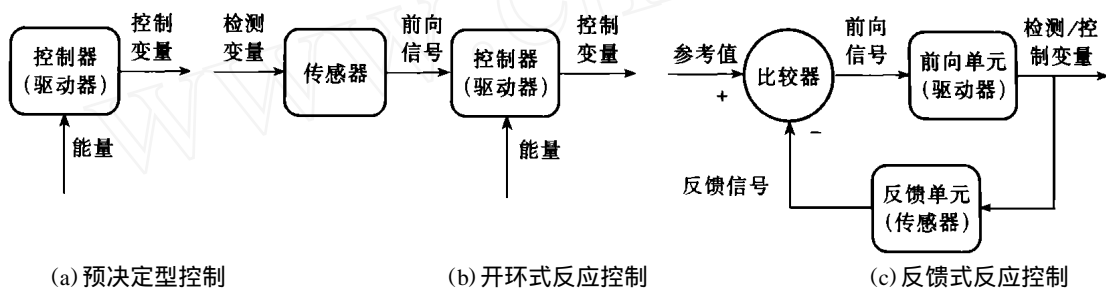 控制器
(驱动器)
控制
变量
能量
(a) 预决定型控制
检测
变量
传感器
前向
信号
控制器
(驱动器)
控制
变量
能量
(b) 开环式反应控制
参考值
+
比较器
−
前向
信号
前向单元
(驱动器)
检测/控
制变量
反馈信号
反馈单元
(传感器)
(c) 反馈式反应控制